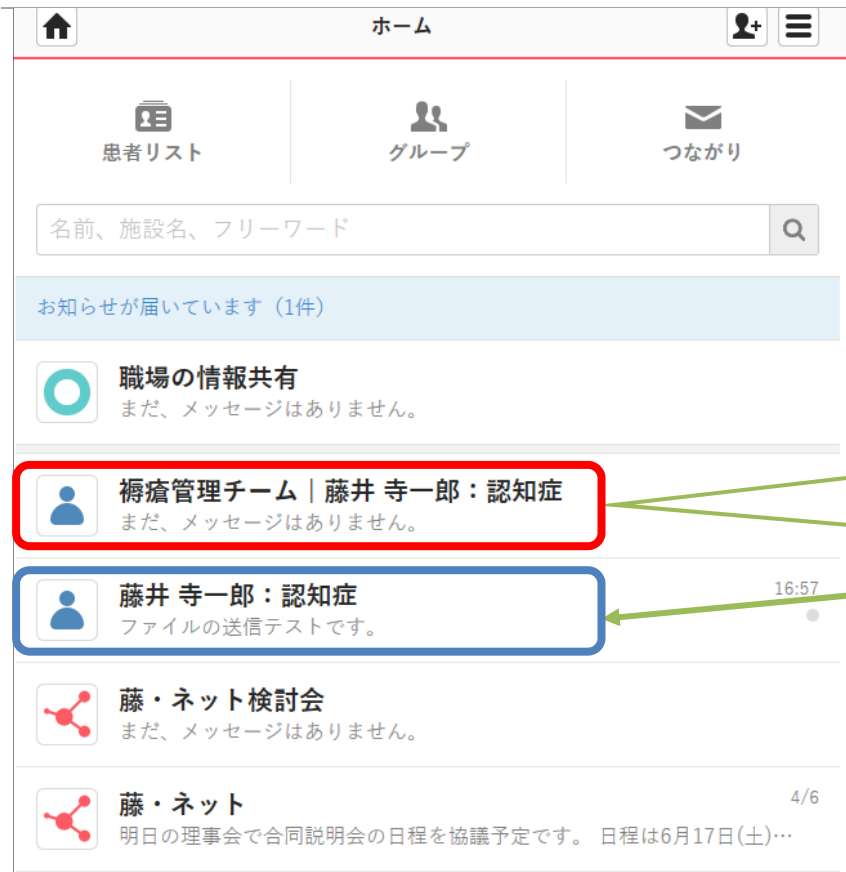 ホーム
患者リスト
グループ
つながり
名前、施設名、フリーワード
お知らせが届いています（1件）
職場の情報共有
まだ、メッセージはありません。
褥瘡管理チーム｜藤井 寺一郎：認知症
まだ、メッセージはありません。
藤井 寺一郎：認知症
16:57
ファイルの送信テストです。
藤・ネット検討会
まだ、メッセージはありません。
藤・ネット
4/6
明日の理事会で合同説明会の日程を協議予定です。 日程は6月17日(土)…